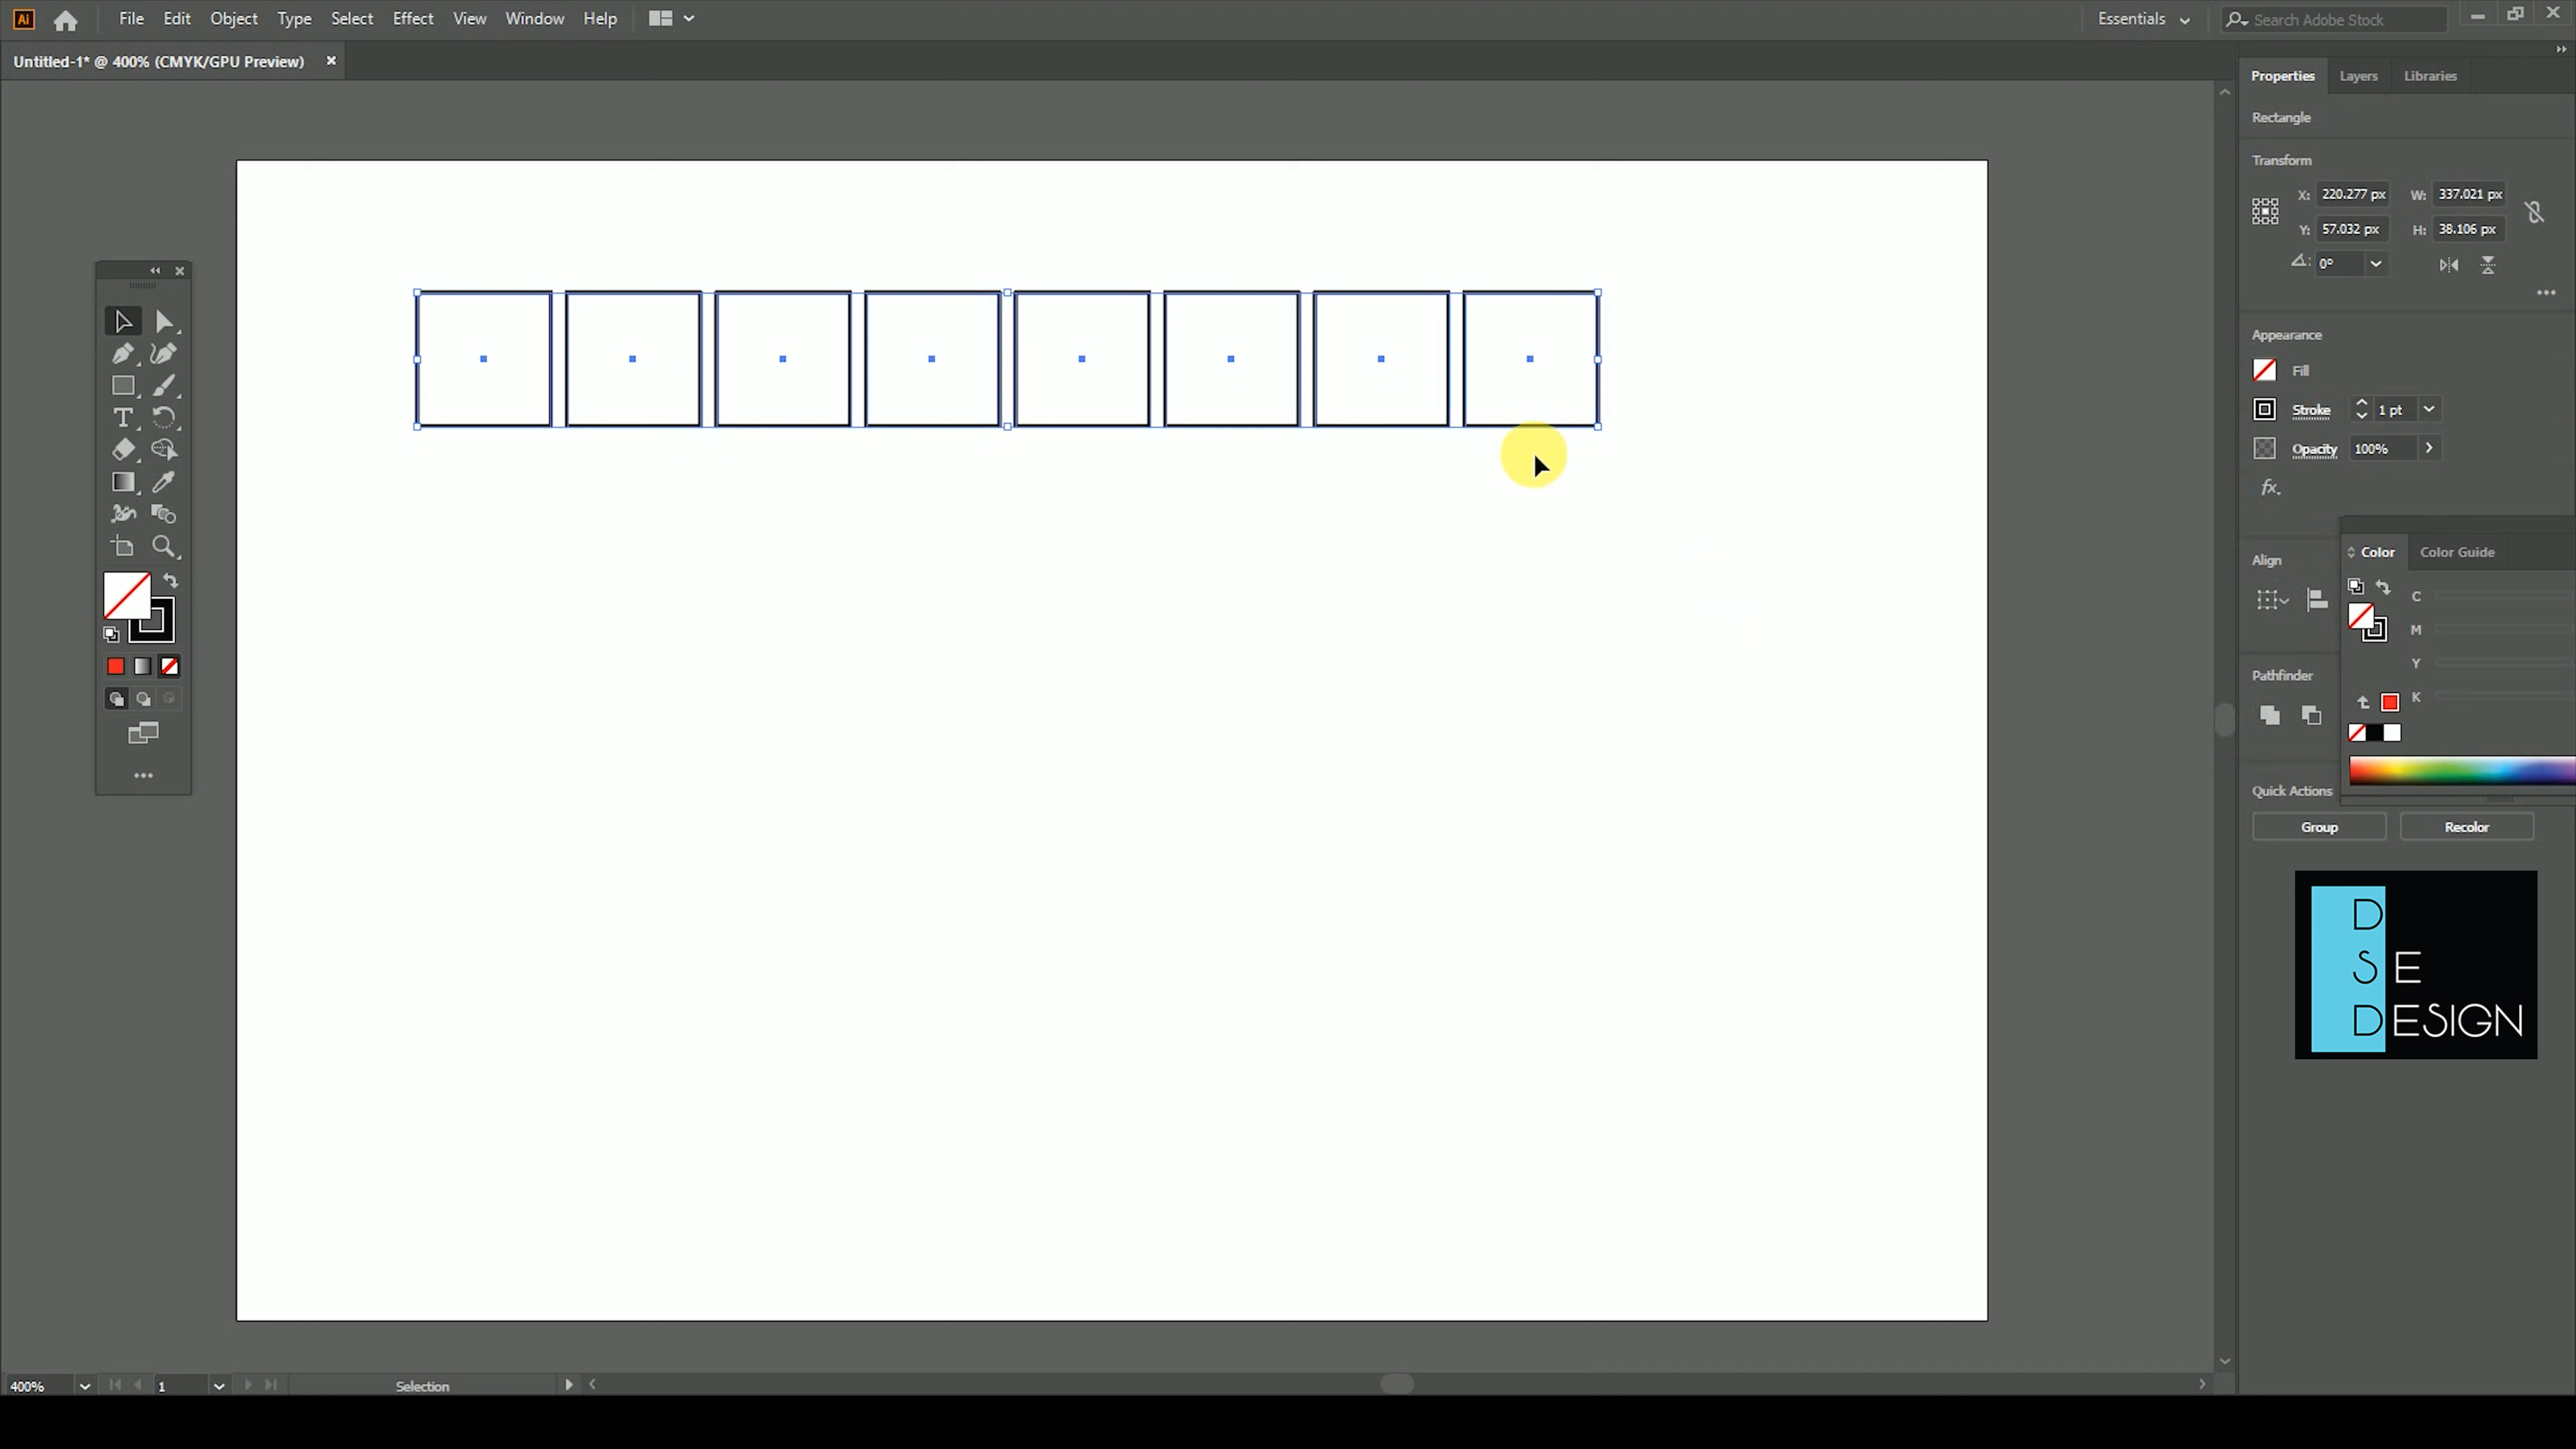 Ai File Edit Object Type Select Effect View Window Help Essentials Search Adobe Stock
Untitled-1* @ 400% (CMYK/GPU Preview)
Properties Layers Libraries
Rectangle
Transform
X: 220.277 px W: 337.021 px
Y: 57.032 px H: 38.106 px
0°
Appearance
Fill
Stroke 1 pt
Opacity 100%
fx
Align
Color Color Guide
C
M
Y
K
Pathfinder
Quick Actions
Group Recolor
D
S E
DESIGN
T
400% 1 Selection